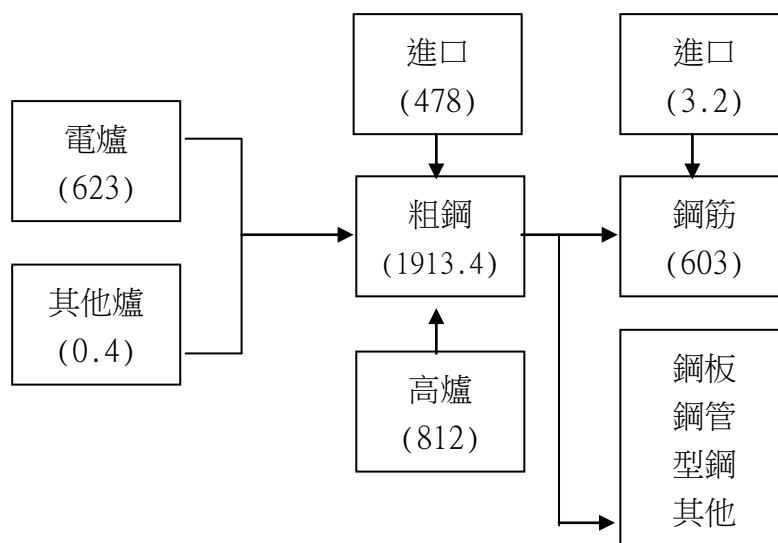 進口
(478)
進口
(3.2)
電爐
(623)
粗鋼
(1913.4)
鋼筋
(603)
其他爐
(0.4)
高爐
(812)
鋼板
鋼管
型鋼
其他